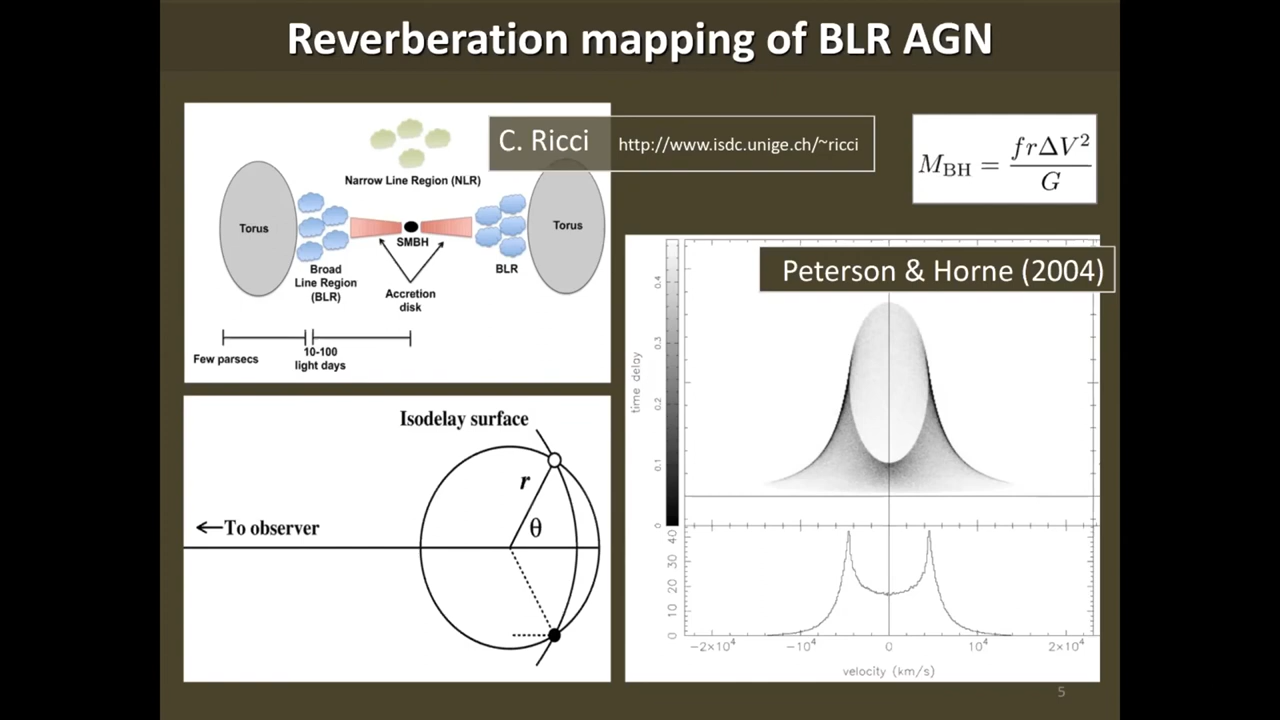 Reverberation mapping of BLR AGN
C. Ricci http://www.isdc.unige.ch/~ricci
Narrow Line Region (NLR)
Torus
Torus
SMBH
Broad
Line Region
(BLR)
BLR
Accretion
disk
Few parsecs
10-100
light days
M_BH = frΔV²/G
Peterson & Horne (2004)
time delay
0.4
0.3
0.2
0.1
0
40
30
20
10
0
−2×10⁴ −10⁴ 0 10⁴ 2×10⁴
velocity (km/s)
Isodelay surface
r
θ
←To observer
5